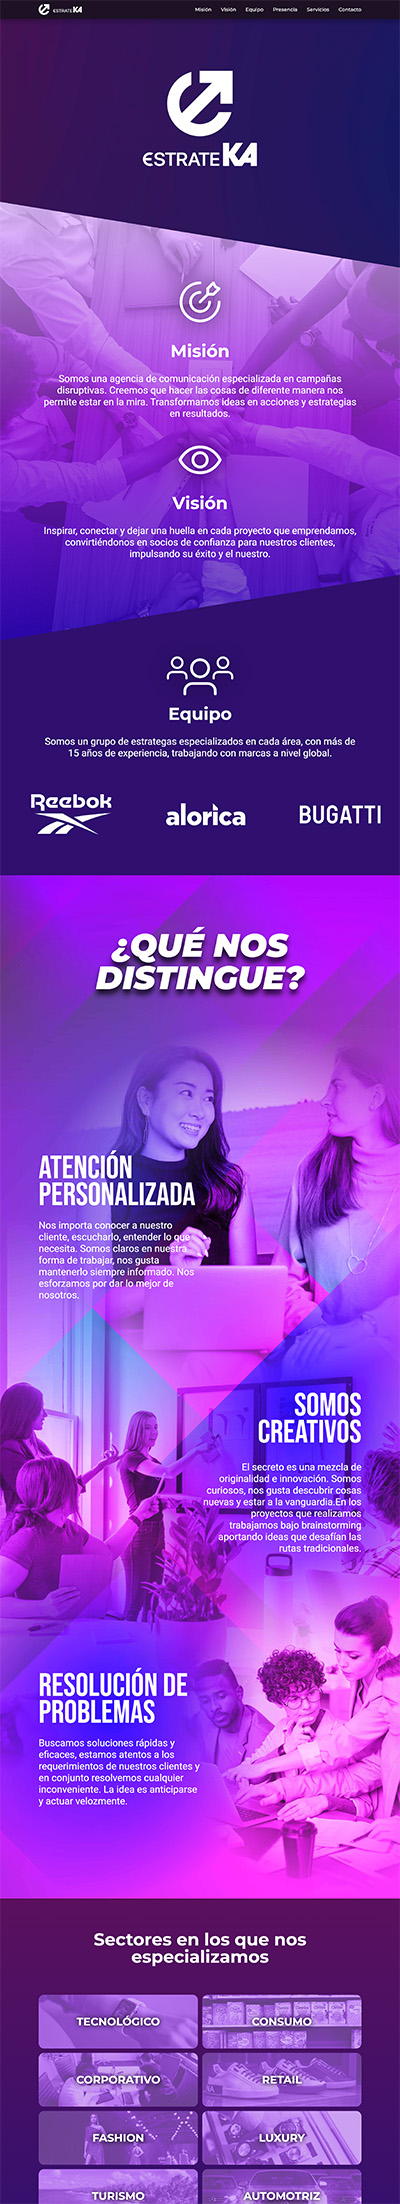 ESTRATEKA Misión Visión Equipo Presencia Servicios Contacto
ESTRATEKA
Misión
Somos una agencia de comunicación especializada en campañas
disruptivas. Creemos que hacer las cosas de diferente manera nos
permite estar en la mira. Transformamos ideas en acciones y estrategias
en resultados.
Visión
Inspirar, conectar y dejar una huella en cada proyecto que emprendamos,
convirtiéndonos en socios de confianza para nuestros clientes,
impulsando su éxito y el nuestro.
Equipo
Somos un grupo de estrategas especializados en cada área, con más de
15 años de experiencia, trabajando con marcas a nivel global.
Reebok alorica BUGATTI
¿QUÉ NOS
DISTINGUE?
ATENCIÓN
PERSONALIZADA
Nos importa conocer a nuestro
cliente, escucharlo, entender lo que
necesita. Somos claros en nuestra
forma de trabajar, nos gusta
mantenerlo siempre informado. Nos
esforzamos por dar lo mejor de
nosotros.
SOMOS
CREATIVOS
El secreto es una mezcla de
originalidad e innovación. Somos
curiosos, nos gusta descubrir cosas
nuevas y estar a la vanguardia.En los
proyectos que realizamos
trabajamos bajo brainstorming
aportando ideas que desafían las
rutas tradicionales.
RESOLUCIÓN DE
PROBLEMAS
Buscamos soluciones rápidas y
eficaces, estamos atentos a los
requerimientos de nuestros clientes y
en conjunto resolvemos cualquier
inconveniente. La idea es anticiparse
y actuar velozmente.
Sectores en los que nos
especializamos
TECNOLÓGICO CONSUMO
CORPORATIVO RETAIL
FASHION LUXURY
TURISMO AUTOMOTRIZ